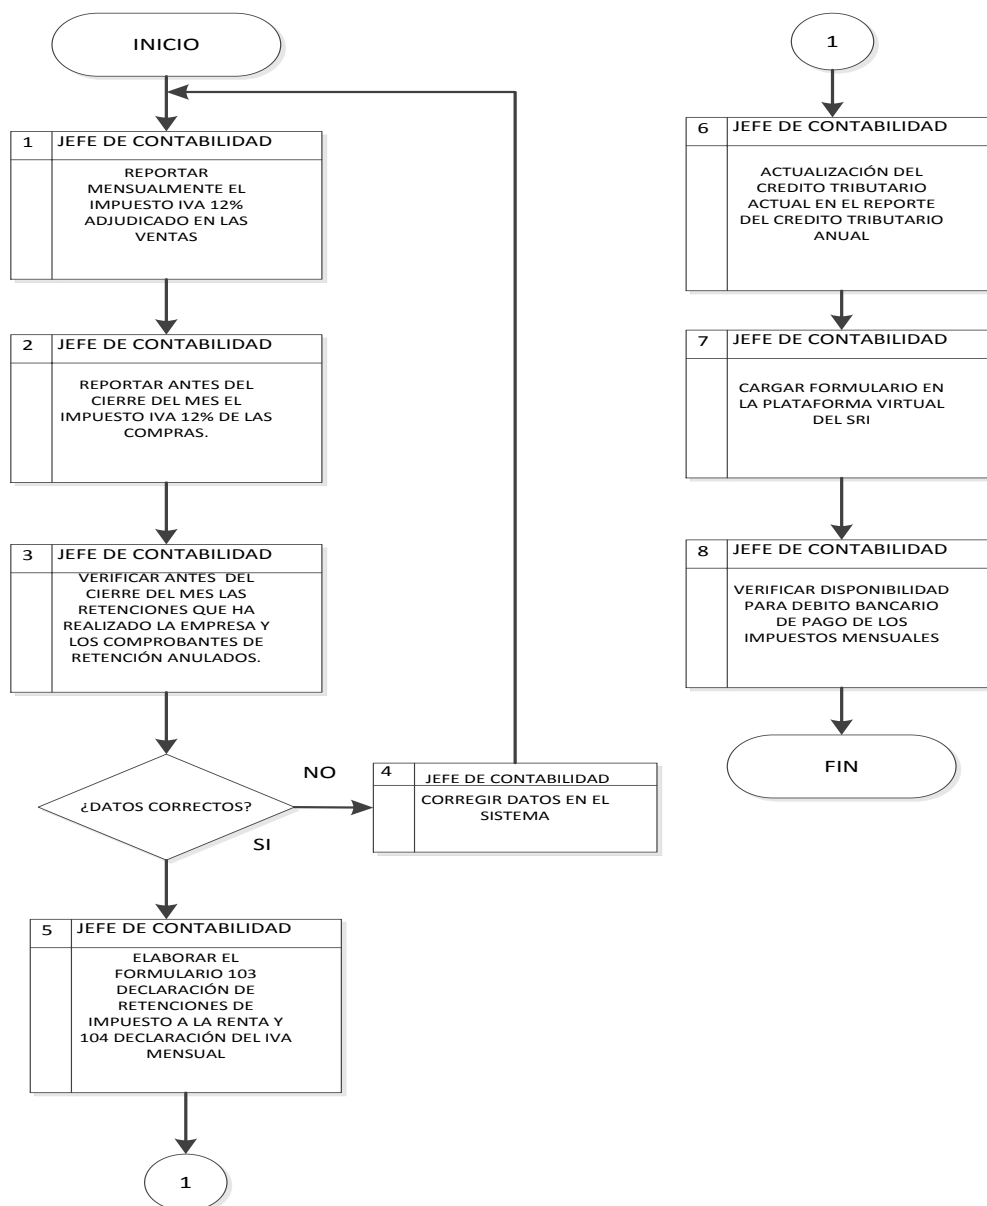 INICIO
1 JEFE DE CONTABILIDAD
REPORTAR
MENSUALMENTE EL
IMPUESTO IVA 12%
ADJUDICADO EN LAS
VENTAS
2 JEFE DE CONTABILIDAD
REPORTAR ANTES DEL
CIERRE DEL MES EL
IMPUESTO IVA 12% DE LAS
COMPRAS.
3 JEFE DE CONTABILIDAD
VERIFICAR ANTES DEL
CIERRE DEL MES LAS
RETENCIONES QUE HA
REALIZADO LA EMPRESA Y
LOS COMPROBANTES DE
RETENCIÓN ANULADOS.
¿DATOS CORRECTOS?
NO
SI
4 JEFE DE CONTABILIDAD
CORREGIR DATOS EN EL
SISTEMA
5 JEFE DE CONTABILIDAD
ELABORAR EL
FORMULARIO 103
DECLARACIÓN DE
RETENCIONES DE
IMPUESTO A LA RENTA Y
104 DECLARACIÓN DEL IVA
MENSUAL
1
1
6 JEFE DE CONTABILIDAD
ACTUALIZACIÓN DEL
CREDITO TRIBUTARIO
ACTUAL EN EL REPORTE
DEL CREDITO TRIBUTARIO
ANUAL
7 JEFE DE CONTABILIDAD
CARGAR FORMULARIO EN
LA PLATAFORMA VIRTUAL
DEL SRI
8 JEFE DE CONTABILIDAD
VERIFICAR DISPONIBILIDAD
PARA DEBITO BANCARIO
DE PAGO DE LOS
IMPUESTOS MENSUALES
FIN